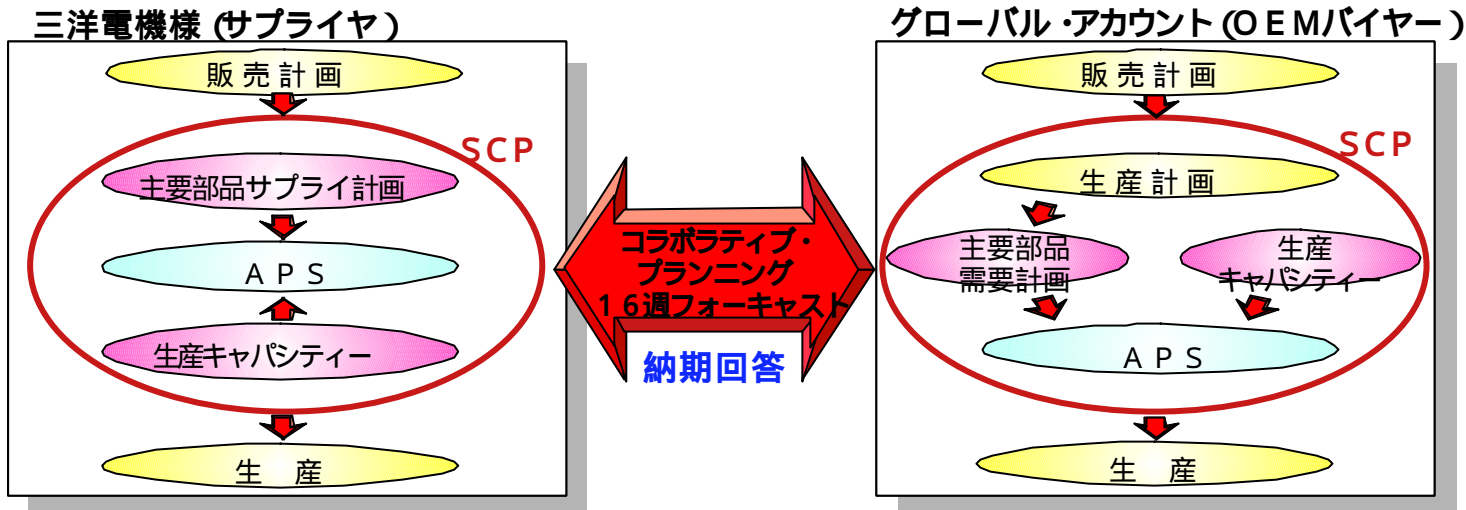 三洋電機様 (サプライヤ)
販売計画
SCP
主要部品サプライ計画
APS
生産キャパシティー
生 産
コラボラティブ・
プランニング
16週フォーキャスト
納期回答
グローバル・アカウント(OEMバイヤー)
販売計画
SCP
生産計画
主要部品
需要計画
生産
キャパシティー
APS
生 産